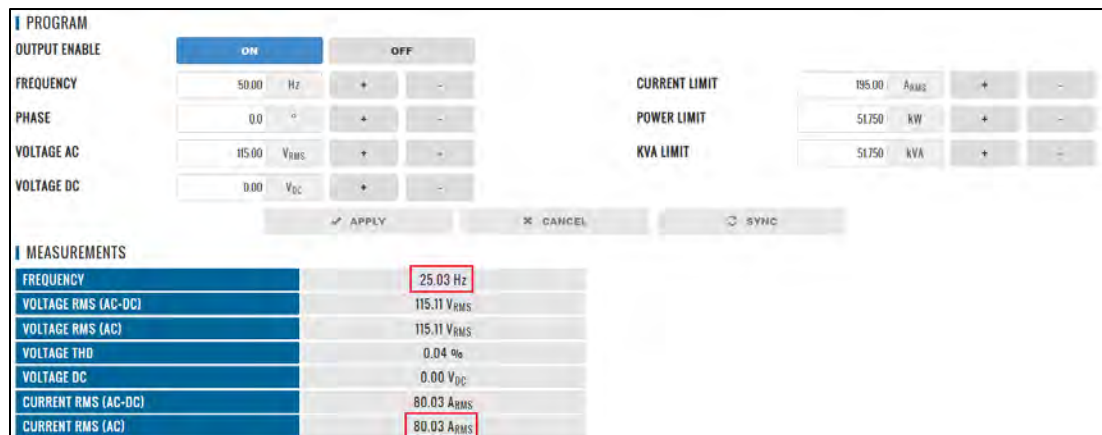 PROGRAM
OUTPUT ENABLE ON OFF
FREQUENCY 50.00 Hz + - CURRENT LIMIT 195.00 ARMS + -
PHASE 0.0 ° + - POWER LIMIT 51.750 kW + -
VOLTAGE AC 115.00 VRMS + - KVA LIMIT 51.750 kVA + -
VOLTAGE DC 0.00 VDC + -
APPLY CANCEL SYNC
MEASUREMENTS
FREQUENCY 25.03 Hz
VOLTAGE RMS (AC-DC) 115.11 VRMS
VOLTAGE RMS (AC) 115.11 VRMS
VOLTAGE THD 0.04 %
VOLTAGE DC 0.00 VDC
CURRENT RMS (AC-DC) 80.03 ARMS
CURRENT RMS (AC) 80.03 ARMS